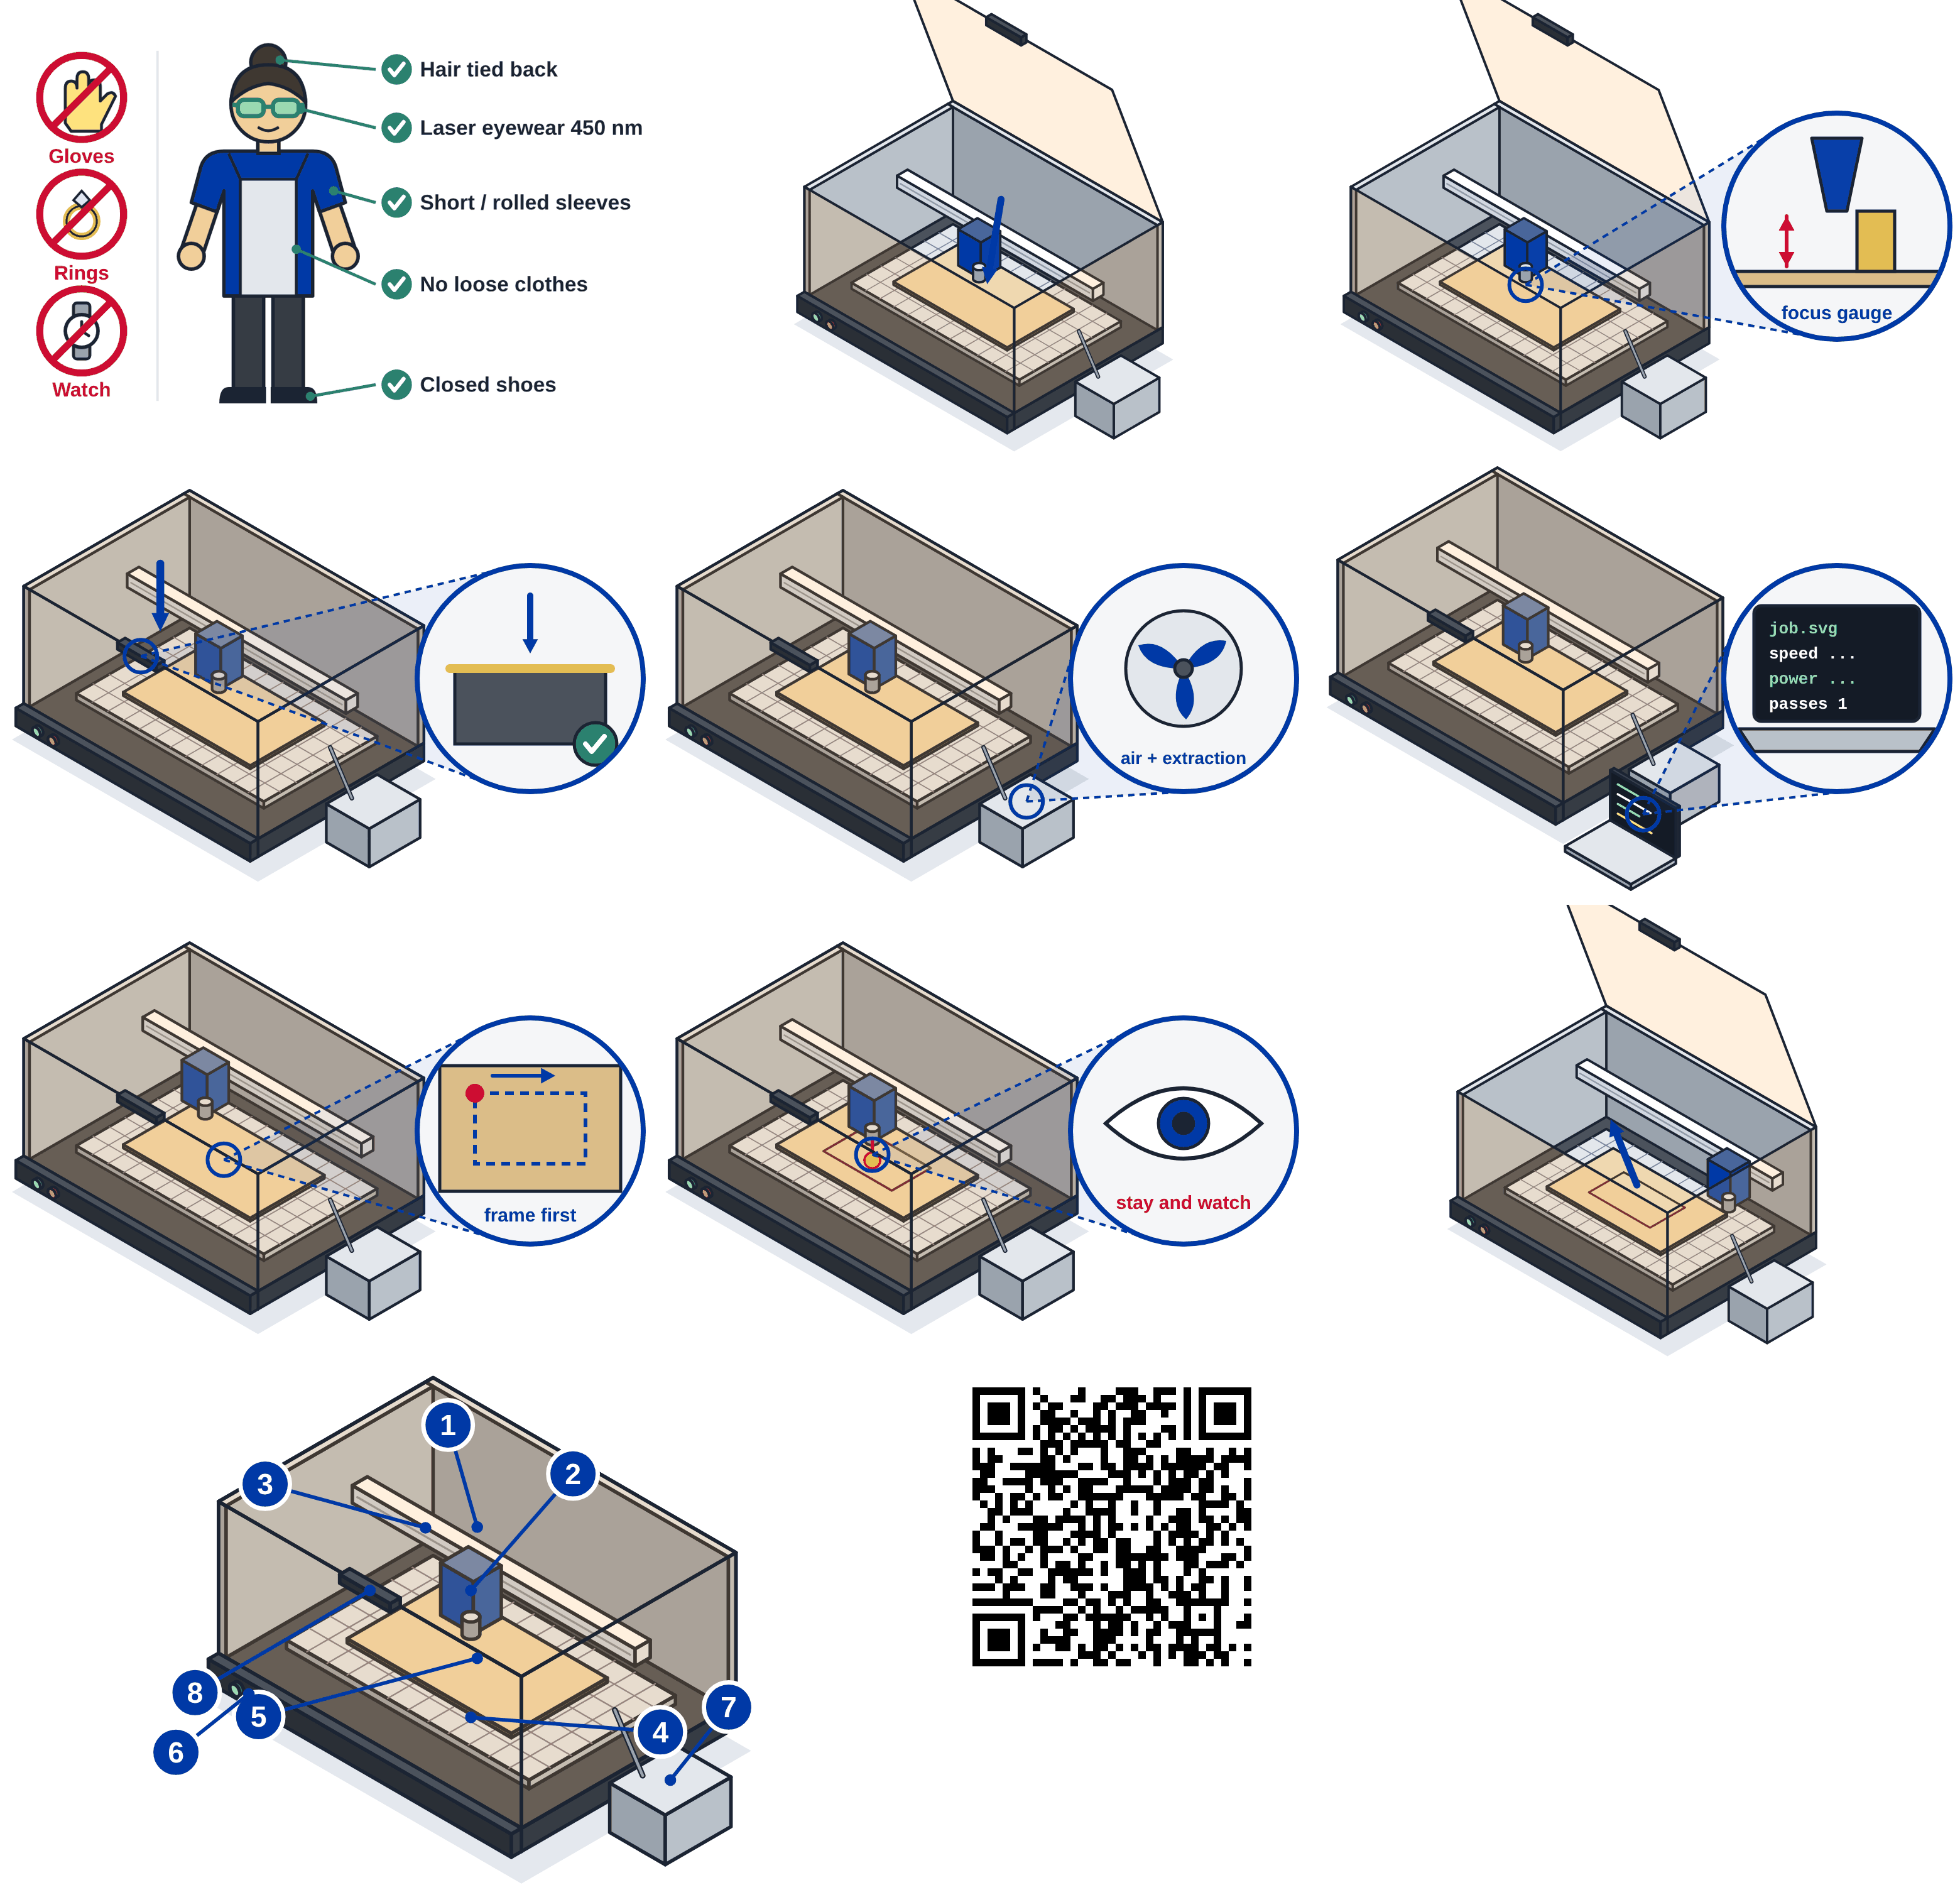 Gloves
Rings
Watch
Hair tied back
Laser eyewear 450 nm
Short / rolled sleeves
No loose clothes
Closed shoes
focus gauge
air + extraction
job.svg
speed ...
power ...
passes 1
frame first
stay and watch
1
2
3
8
5
6
4
7